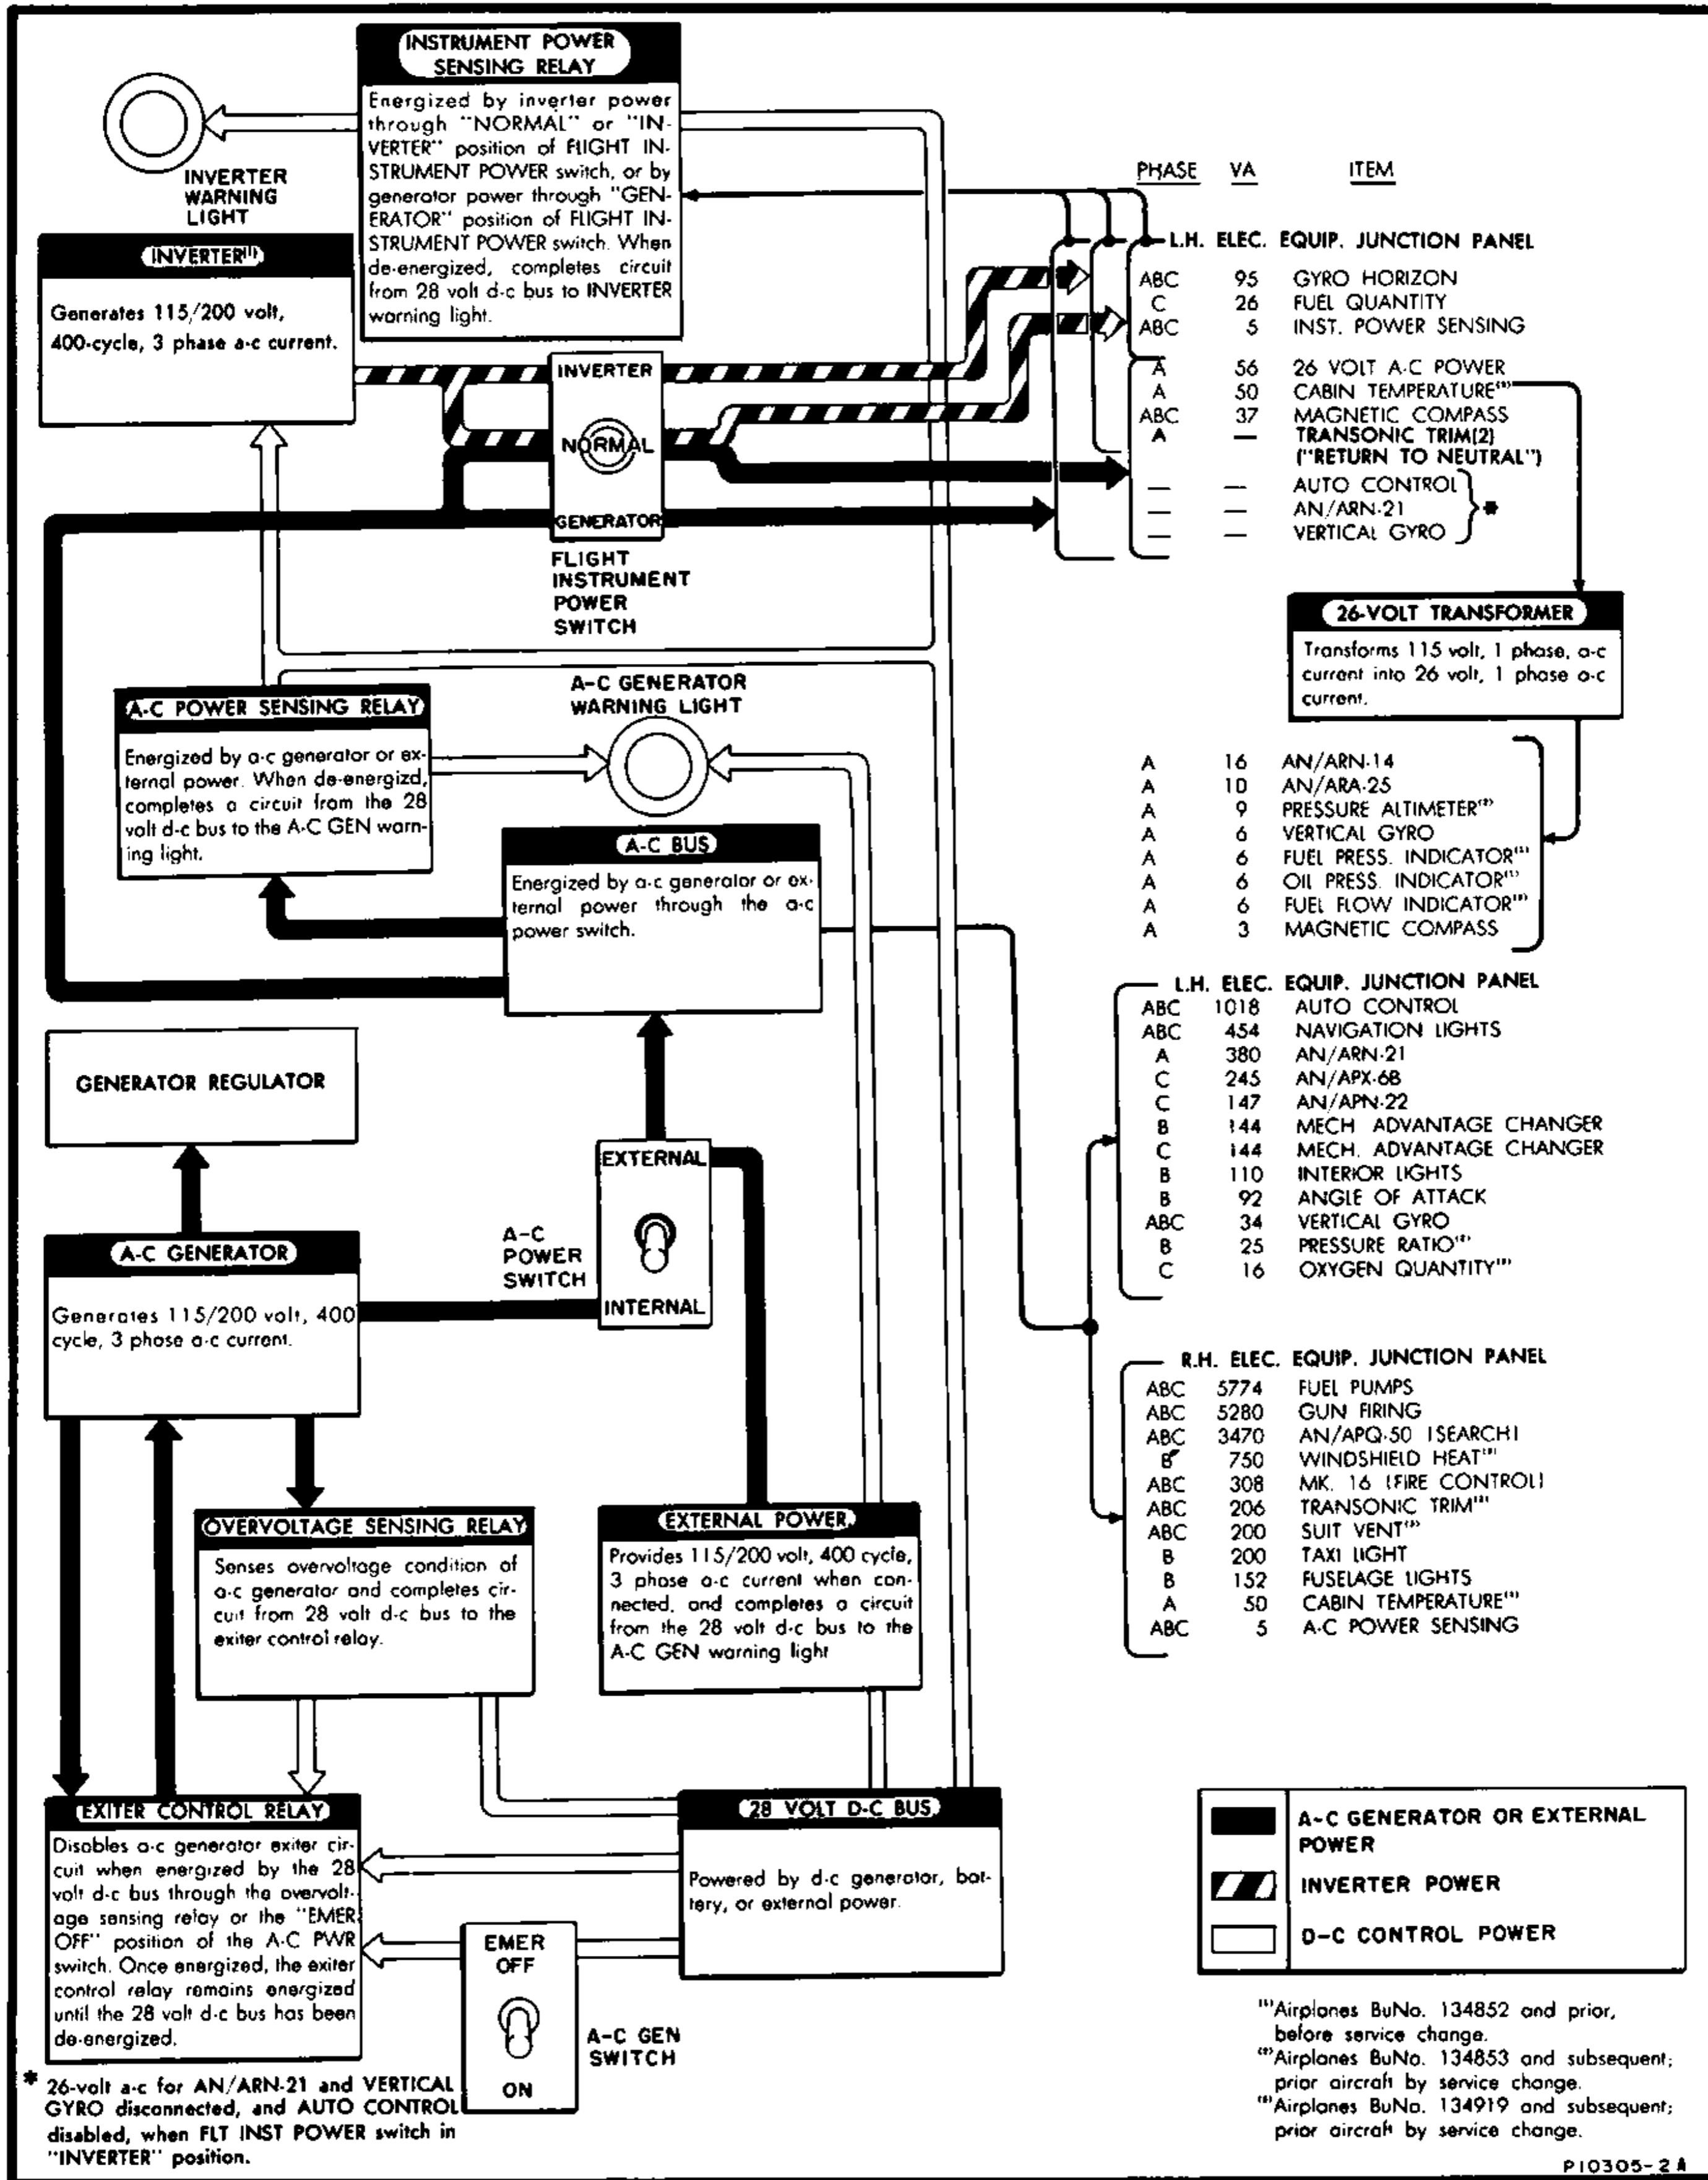 INSTRUMENT POWER
SENSING RELAY
Energized by inverter power
through "NORMAL" or "IN-
VERTER" position of FLIGHT IN-
STRUMENT POWER switch, or by
generator power through "GEN-
ERATOR" position of FLIGHT IN-
STRUMENT POWER switch. When
de-energized, completes circuit
from 28 volt d-c bus to INVERTER
warning light.
INVERTER
WARNING
LIGHT
INVERTER
Generates 115/200 volt,
400-cycle, 3 phase a-c current.
INVERTER
NORMAL
GENERATOR
FLIGHT
INSTRUMENT
POWER
SWITCH
PHASE VA ITEM
L.H. ELEC. EQUIP. JUNCTION PANEL
ABC 95 GYRO HORIZON
C 26 FUEL QUANTITY
ABC 5 INST. POWER SENSING
A 56 26 VOLT A-C POWER
A 50 CABIN TEMPERATURE
ABC 37 MAGNETIC COMPASS
A — TRANSONIC TRIM(2)
("RETURN TO NEUTRAL")
— — AUTO CONTROL
— — AN/ARN-21 *
— — VERTICAL GYRO
26-VOLT TRANSFORMER
Transforms 115 volt, 1 phase, a-c
current into 26 volt, 1 phase a-c
current.
A 16 AN/ARN-14
A 10 AN/ARA-25
A 9 PRESSURE ALTIMETER
A 6 VERTICAL GYRO
A 6 FUEL PRESS. INDICATOR
A 6 OIL PRESS. INDICATOR
A 6 FUEL FLOW INDICATOR
A 3 MAGNETIC COMPASS
A-C POWER SENSING RELAY
Energized by a-c generator or ex-
ternal power. When de-energizd,
completes a circuit from the 28
volt d-c bus to the A-C GEN warn-
ing light.
A-C GENERATOR
WARNING LIGHT
A-C BUS
Energized by a-c generator or ex-
ternal power through the a-c
power switch.
GENERATOR REGULATOR
A-C GENERATOR
Generates 115/200 volt, 400
cycle, 3 phase a-c current.
EXTERNAL
INTERNAL
A-C
POWER
SWITCH
L.H. ELEC. EQUIP. JUNCTION PANEL
ABC 1018 AUTO CONTROL
ABC 454 NAVIGATION LIGHTS
A 380 AN/ARN-21
C 245 AN/APX-6B
C 147 AN/APN-22
B 144 MECH ADVANTAGE CHANGER
C 144 MECH. ADVANTAGE CHANGER
B 110 INTERIOR LIGHTS
B 92 ANGLE OF ATTACK
ABC 34 VERTICAL GYRO
B 25 PRESSURE RATIO
C 16 OXYGEN QUANTITY
R.H. ELEC. EQUIP. JUNCTION PANEL
ABC 5774 FUEL PUMPS
ABC 5280 GUN FIRING
ABC 3470 AN/APQ-50 (SEARCH)
B 750 WINDSHIELD HEAT
ABC 308 MK. 16 (FIRE CONTROL)
ABC 206 TRANSONIC TRIM
ABC 200 SUIT VENT
B 200 TAXI LIGHT
B 152 FUSELAGE LIGHTS
A 50 CABIN TEMPERATURE
ABC 5 A-C POWER SENSING
OVERVOLTAGE SENSING RELAY
Senses overvoltage condition of
a-c generator and completes cir-
cuit from 28 volt d-c bus to the
exiter control relay.
EXTERNAL POWER
Provides 115/200 volt, 400 cycle,
3 phase a-c current when con-
nected, and completes a circuit
from the 28 volt d-c bus to the
A-C GEN warning light
EXITER CONTROL RELAY
Disables a-c generator exiter cir-
cuit when energized by the 28
volt d-c bus through the overvolt-
age sensing relay or the "EMER
OFF" position of the A-C PWR
switch. Once energized, the exiter
control relay remains energized
until the 28 volt d-c bus has been
de-energized.
28 VOLT D-C BUS
Powered by d-c generator, bat-
tery, or external power.
EMER
OFF
ON
A-C GEN
SWITCH
* 26-volt a-c for AN/ARN-21 and VERTICAL
GYRO disconnected, and AUTO CONTROL
disabled, when FLT INST POWER switch in
"INVERTER" position.
A-C GENERATOR OR EXTERNAL
POWER
INVERTER POWER
D-C CONTROL POWER
Airplanes BuNo. 134852 and prior,
before service change.
Airplanes BuNo. 134853 and subsequent;
prior aircraft by service change.
Airplanes BuNo. 134919 and subsequent;
prior aircraft by service change.
P10305-2A